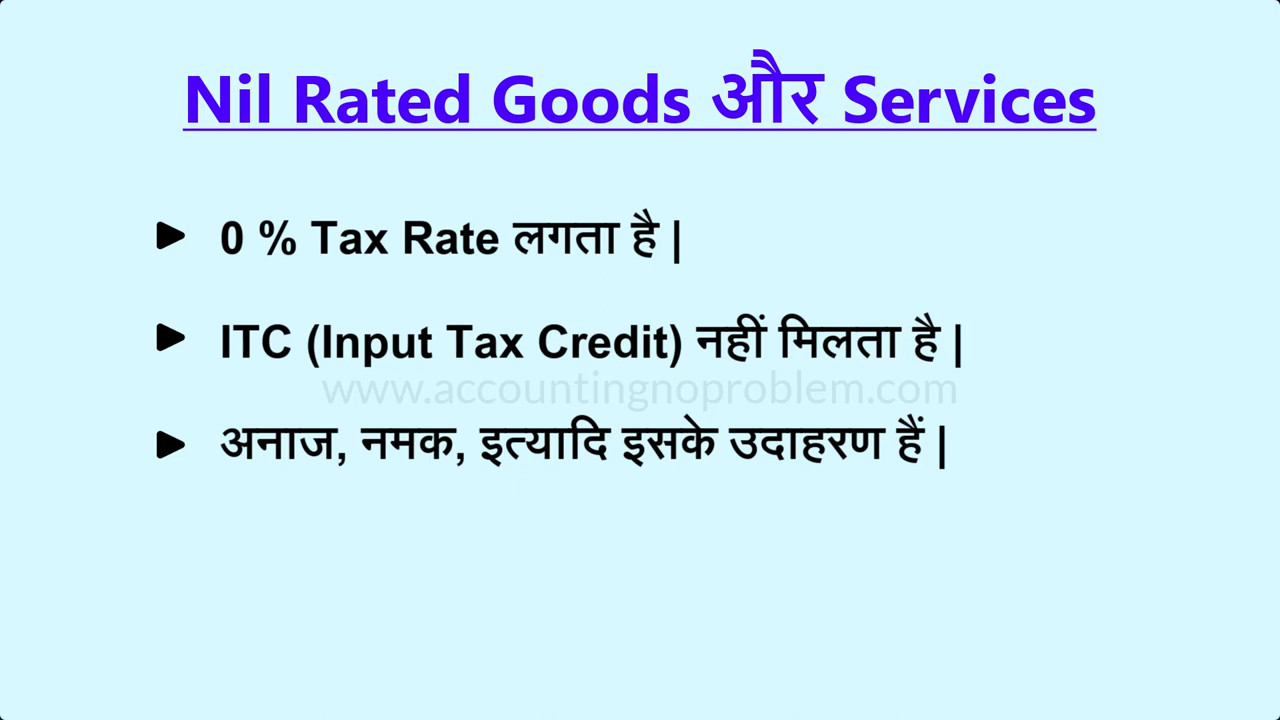 Nil Rated Goods और Services
0 % Tax Rate लगता है |
ITC (Input Tax Credit) नहीं मिलता है |
www.accountingnoproblem.com
अनाज, नमक, इत्यादि इसके उदाहरण हैं |